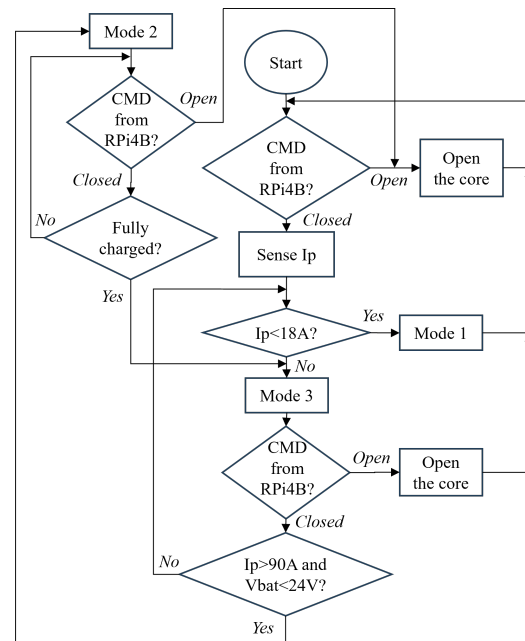 Mode 2
Start
CMD
from
RPi4B?
Open
Closed
Fully
charged?
No
Yes
CMD
from
RPi4B?
Open
Open
the core
Closed
Sense Ip
Ip<18A?
Yes
Mode 1
No
Mode 3
CMD
from
RPi4B?
Open
Open
the core
Closed
Ip>90A and
Vbat<24V?
No
Yes